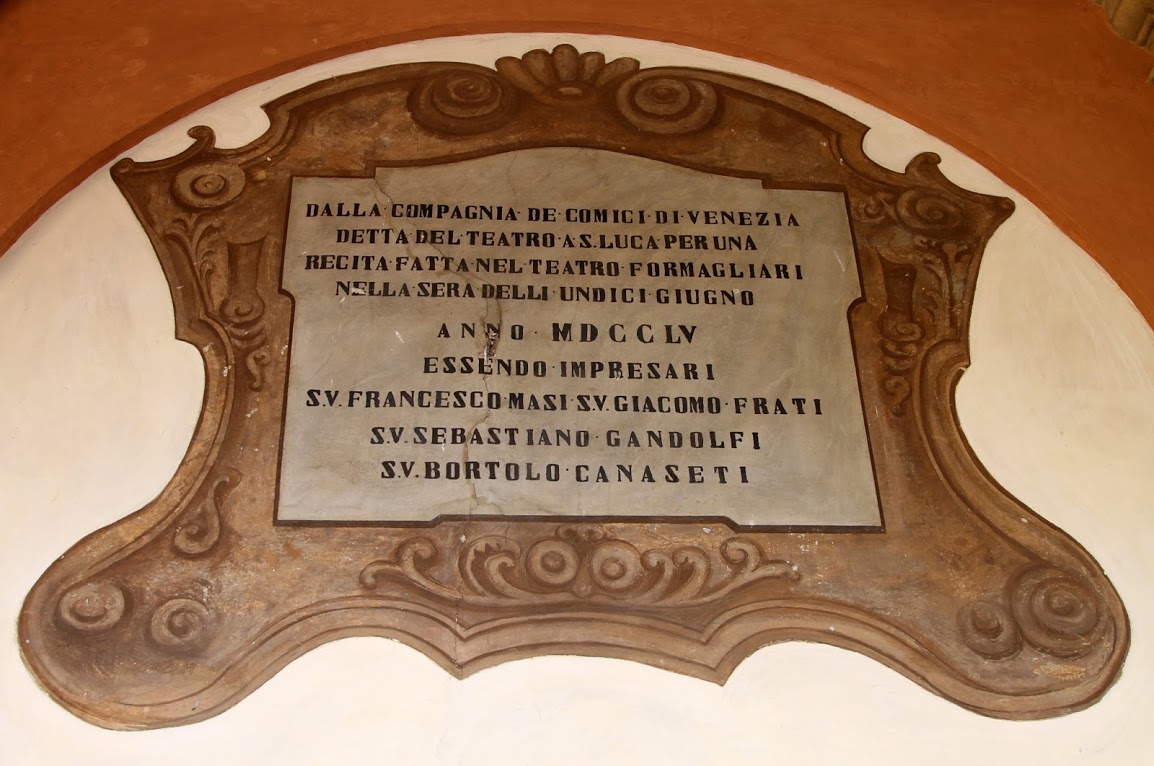 DALLA·COMPAGNIA·DE·COMICI·DI·VENEZIA
DETTA·DEL·TEATRO·A·S.LUCA·PER·UNA
RECITA·FATTA·NEL·TEATRO·FORMAGLIARI
NELLA·SERA·DELLI·UNDICI·GIUGNO
ANNO·MDCCLV
ESSENDO·IMPRESARI
S.V.FRANCESCO·MASI·S.V.GIACOMO·FRATI
S.V.SEBASTIANO·GANDOLFI
S.V.BORTOLO·CANASETI